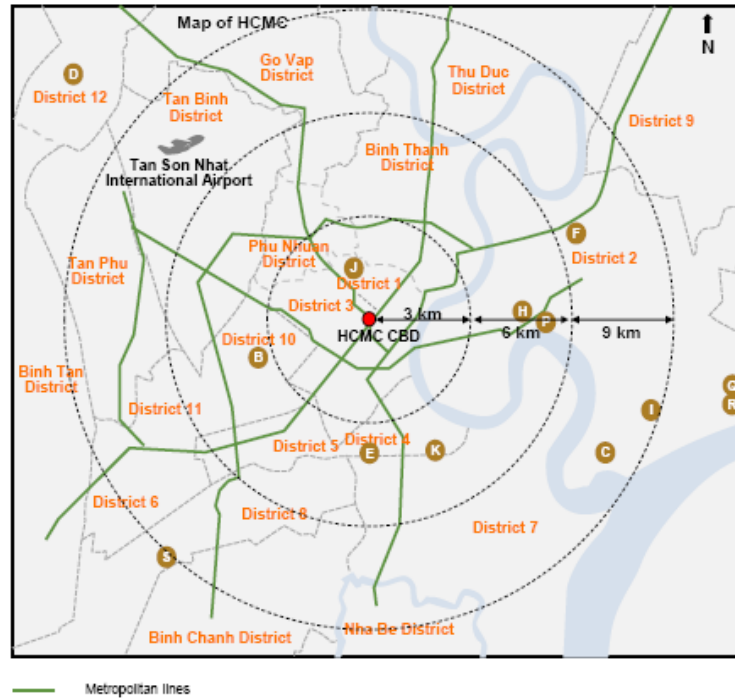 Map of HCMC
N
Go Vap
District
Thu Duc
District
D
District 12
Tan Binh
District
District 9
Binh Thanh
District
Tan Son Nhat
International Airport
F
District 2
Phu Nhuan
District
J
District 1
Tan Phu
District
District 3
3 km
H
P
6 km
9 km
HCMC CBD
District 10
B
Binh Tan
District
R
I
District 11
District 5
District 4
E
K
C
District 6
District 8
District 7
S
Binh Chanh District
Nha Be District
Metropolitan lines